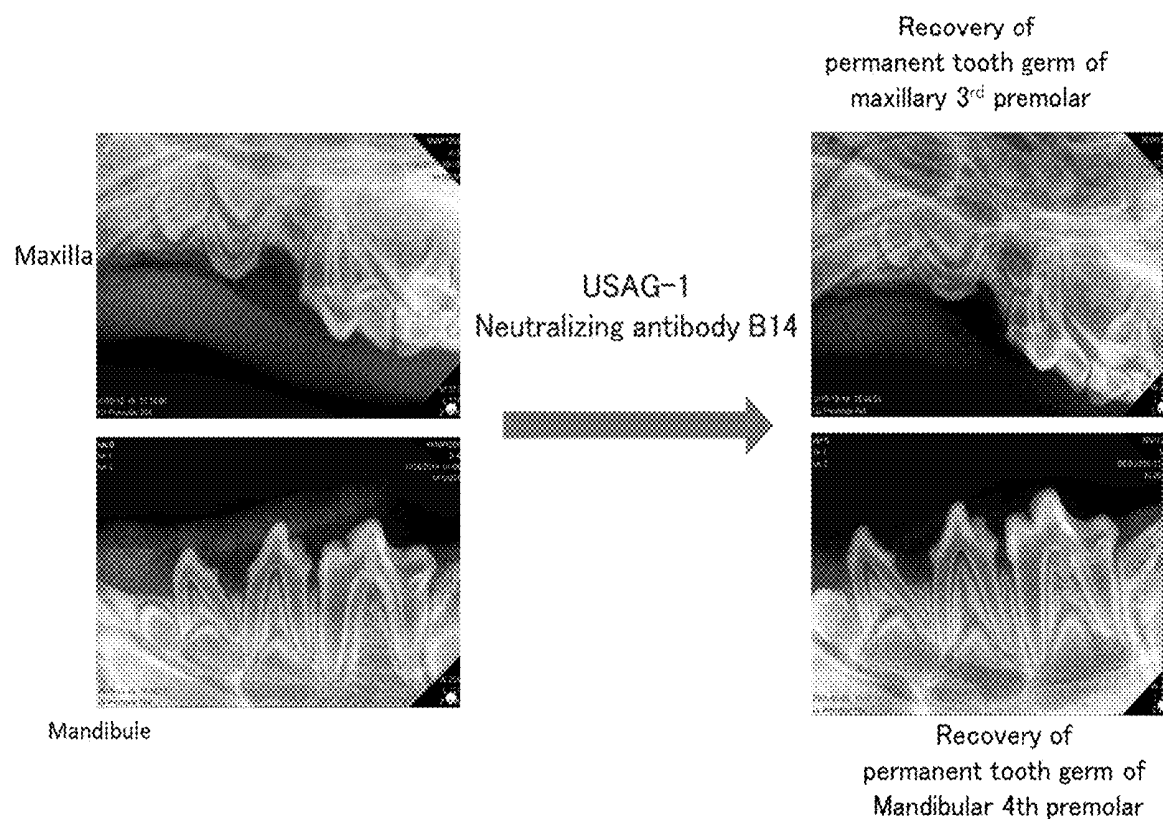 Recovery of
permanent tooth germ of
maxillary 3rd premolar
Maxilla
USAG-1
Neutralizing antibody B14
Mandibule
Recovery of
permanent tooth germ of
Mandibular 4th premolar